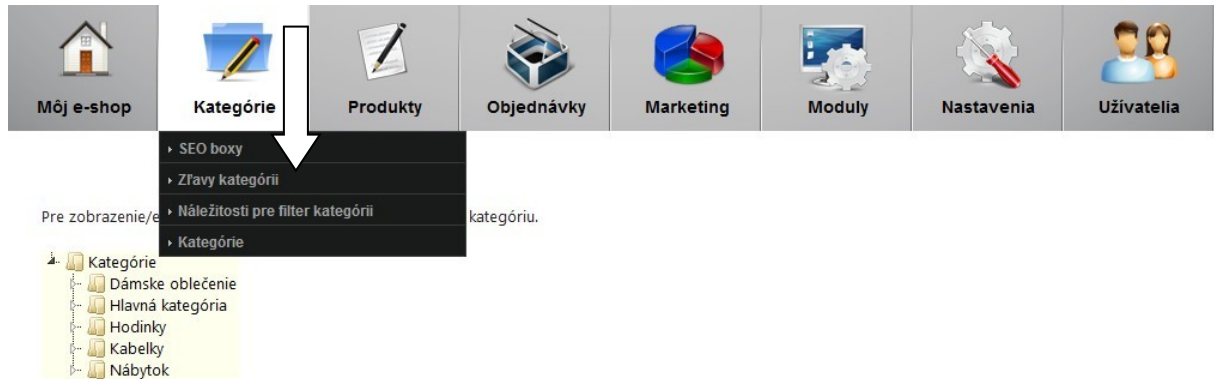 Môj e-shop
Kategórie
Produkty
Objednávky
Marketing
Moduly
Nastavenia
Užívatelia
SEO boxy
Zľavy kategórii
Náležitosti pre filter kategórii
Kategórie
Pre zobrazenie/e kategóriu.
Kategórie
Dámske oblečenie
Hlavná kategória
Hodinky
Kabelky
Nábytok